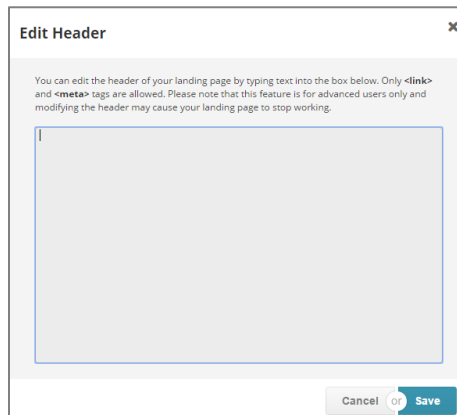 Edit Header
You can edit the header of your landing page by typing text into the box below. Only <link>
and <meta> tags are allowed. Please note that this feature is for advanced users only and
modifying the header may cause your landing page to stop working.
Cancel or Save